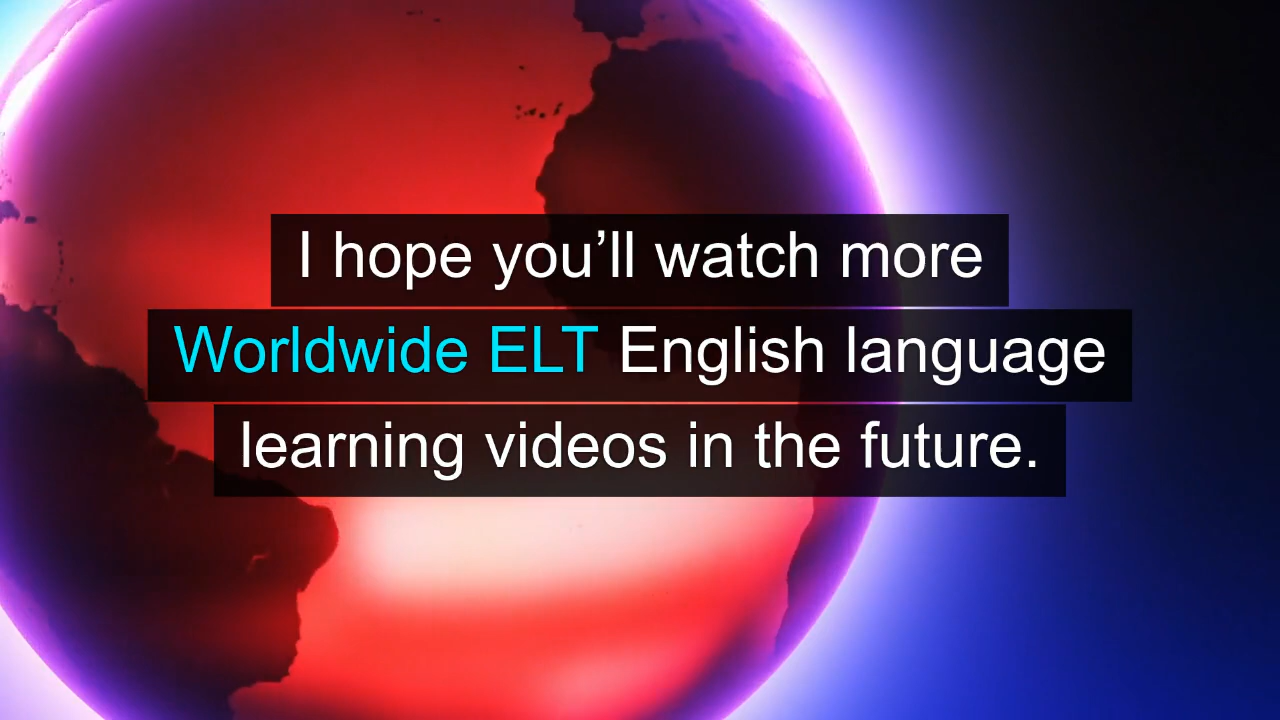 I hope you’ll watch more
Worldwide ELT English language
learning videos in the future.